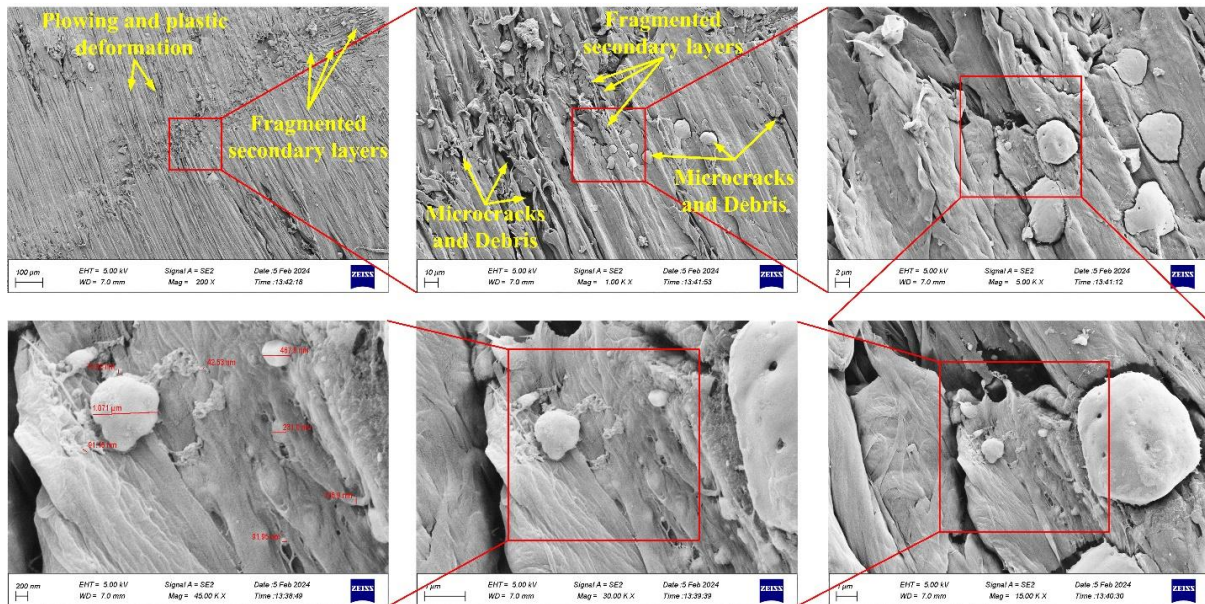 Plowing and plastic
deformation
Fragmented
secondary layers
100 µm
EHT = 5.00 kV Signal A = SE2 Date :5 Feb 2024
WD = 7.0 mm Mag = 200 X Time :13:42:18
ZEISS
Fragmented
secondary layers
Microcracks
and Debris
Microcracks
and Debris
10 µm
EHT = 5.00 kV Signal A = SE2 Date :5 Feb 2024
WD = 7.0 mm Mag = 1.00 K X Time :13:41:53
ZEISS
2 µm
EHT = 5.00 kV Signal A = SE2 Date :5 Feb 2024
WD = 7.0 mm Mag = 5.00 K X Time :13:41:12
ZEISS
1.071 µm
200 nm
EHT = 5.00 kV Signal A = SE2 Date :5 Feb 2024
WD = 7.0 mm Mag = 45.00 K X Time :13:38:49
ZEISS
µm
EHT = 5.00 kV Signal A = SE2 Date :5 Feb 2024
WD = 7.0 mm Mag = 30.00 K X Time :13:39:39
ZEISS
1 µm
EHT = 5.00 kV Signal A = SE2 Date :5 Feb 2024
WD = 7.0 mm Mag = 15.00 K X Time :13:40:30
ZEISS